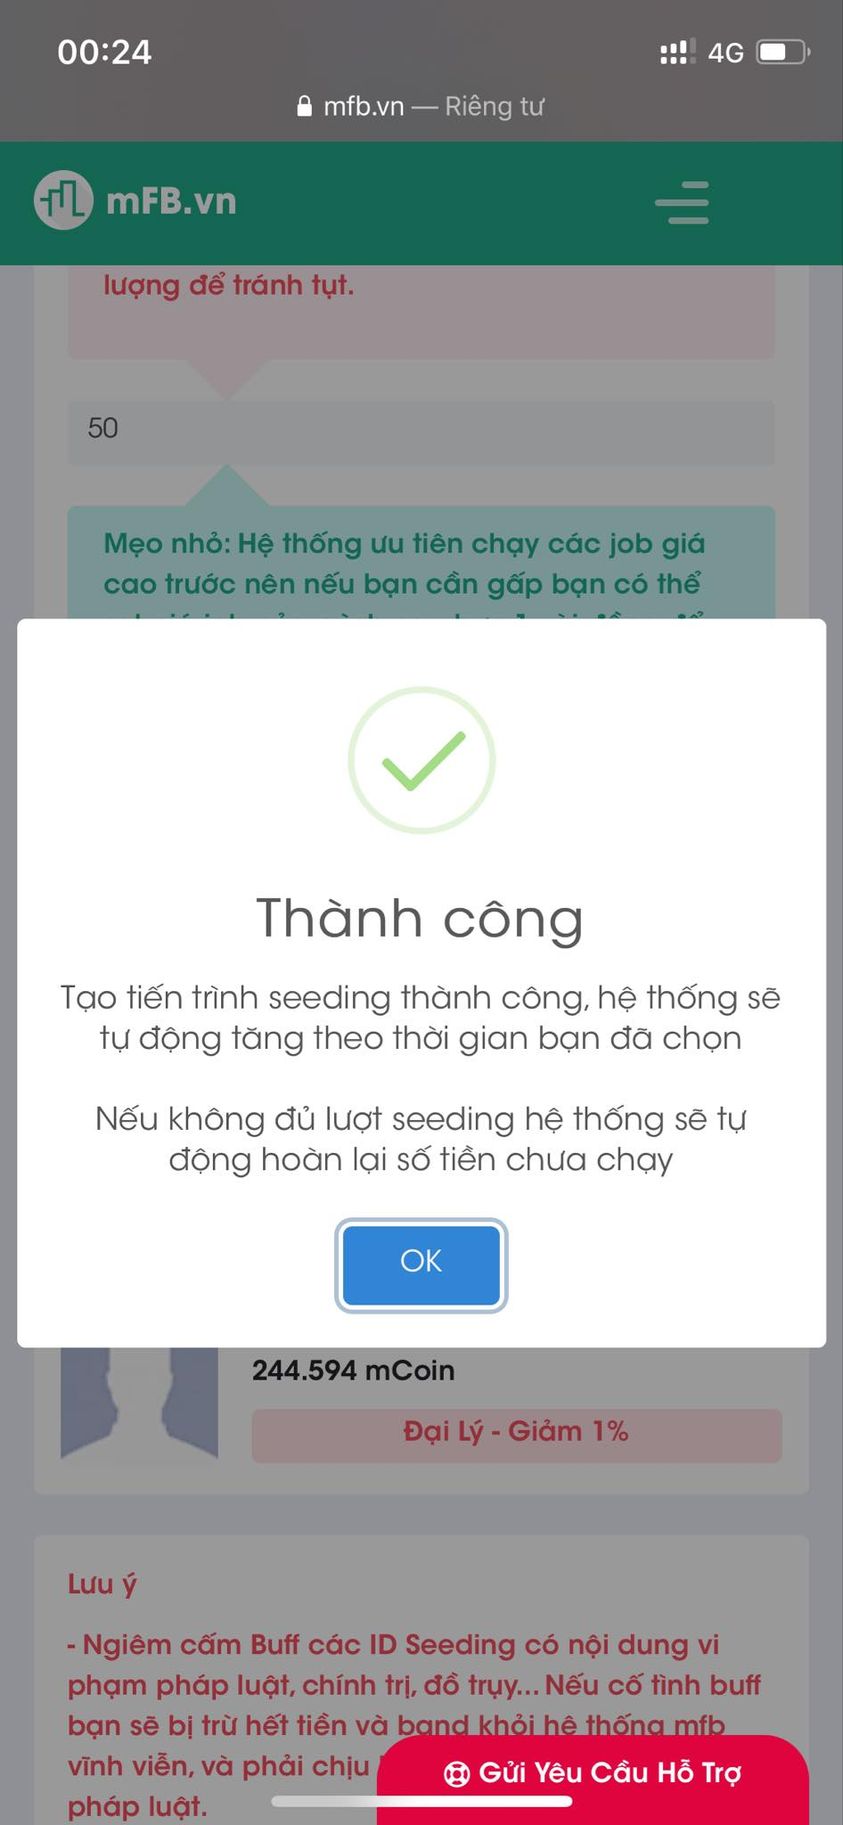 00:24
4G
mfb.vn — Riêng tư
mFB.vn
lượng để tránh tụt.
50
Mẹo nhỏ: Hệ thống ưu tiên chạy các job giá
cao trước nên nếu bạn cần gấp bạn có thể
Thành công
Tạo tiến trình seeding thành công, hệ thống sẽ
tự động tăng theo thời gian bạn đã chọn
Nếu không đủ lượt seeding hệ thống sẽ tự
động hoàn lại số tiền chưa chạy
OK
244.594 mCoin
Đại Lý - Giảm 1%
Lưu ý
- Ngiêm cấm Buff các ID Seeding có nội dung vi
phạm pháp luật, chính trị, đồ trụy... Nếu cố tình buff
bạn sẽ bị trừ hết tiền và band khỏi hệ thống mfb
vĩnh viễn, và phải chịu
Gửi Yêu Cầu Hỗ Trợ
pháp luật.